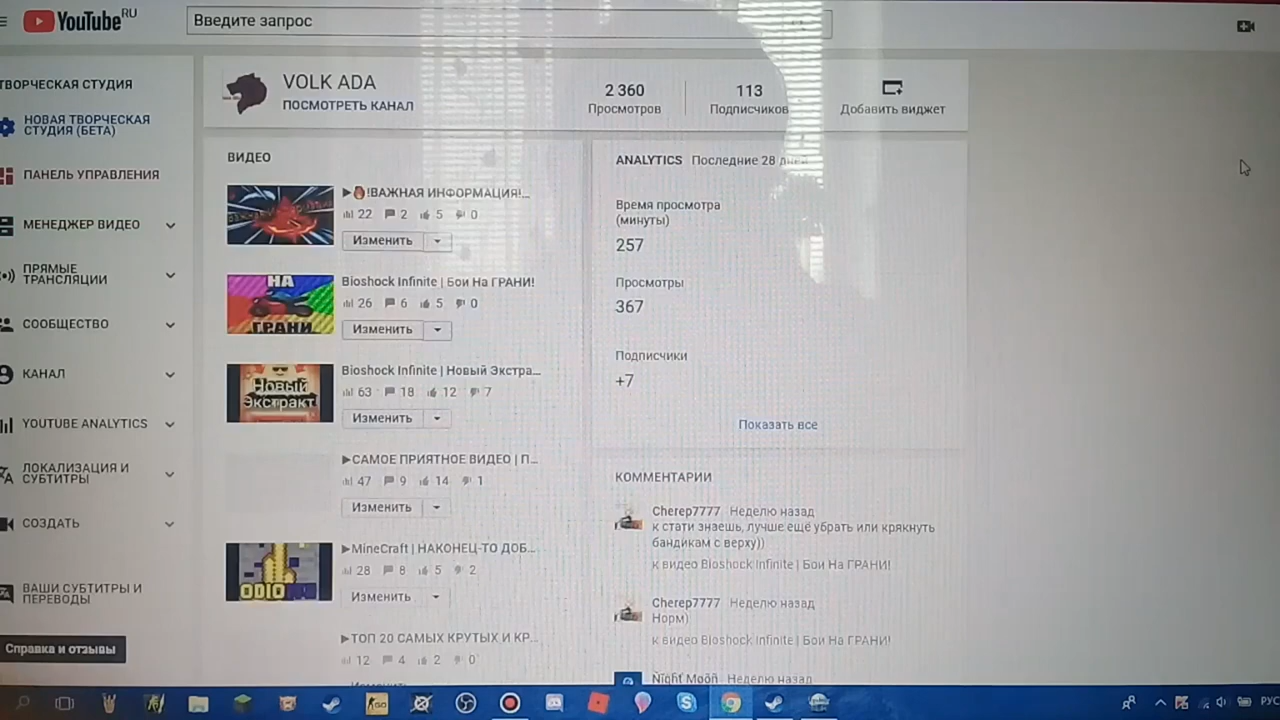 YouTube RU
Введите запрос
ТВОРЧЕСКАЯ СТУДИЯ
НОВАЯ ТВОРЧЕСКАЯ
СТУДИЯ (БЕТА)
ПАНЕЛЬ УПРАВЛЕНИЯ
МЕНЕДЖЕР ВИДЕО
ПРЯМЫЕ
ТРАНСЛЯЦИИ
СООБЩЕСТВО
КАНАЛ
YOUTUBE ANALYTICS
ЛОКАЛИЗАЦИЯ И
СУБТИТРЫ
СОЗДАТЬ
ВАШИ СУБТИТРЫ И
ПЕРЕВОДЫ
Справка и отзывы
VOLK ADA
ПОСМОТРЕТЬ КАНАЛ
2 360
Просмотров
113
Подписчиков
Добавить виджет
ВИДЕО
►🔥!ВАЖНАЯ ИНФОРМАЦИЯ!...
22 2 5 0
Изменить
НА
ГРАНИ
Bioshock Infinite | Бои На ГРАНИ!
26 6 5 0
Изменить
Новый
Экстракт
Bioshock Infinite | Новый Экстра...
63 18 12 7
Изменить
►САМОЕ ПРИЯТНОЕ ВИДЕО | П...
47 9 14 1
Изменить
►MineCraft | НАКОНЕЦ-ТО ДОБ...
28 8 5 2
Изменить
►ТОП 20 САМЫХ КРУТЫХ И КР...
12 4 2 0
ANALYTICS Последние 28 дней
Время просмотра
(минуты)
257
Просмотры
367
Подписчики
+7
Показать все
КОММЕНТАРИИ
Cherep7777 Неделю назад
к стати знаешь, лучше ещё убрать или крякнуть
бандикам с верху))
к видео Bioshock Infinite | Бои На ГРАНИ!
Cherep7777 Неделю назад
Норм)
к видео Bioshock Infinite | Бои На ГРАНИ!
Night Moon Неделю назад
GO
РУС